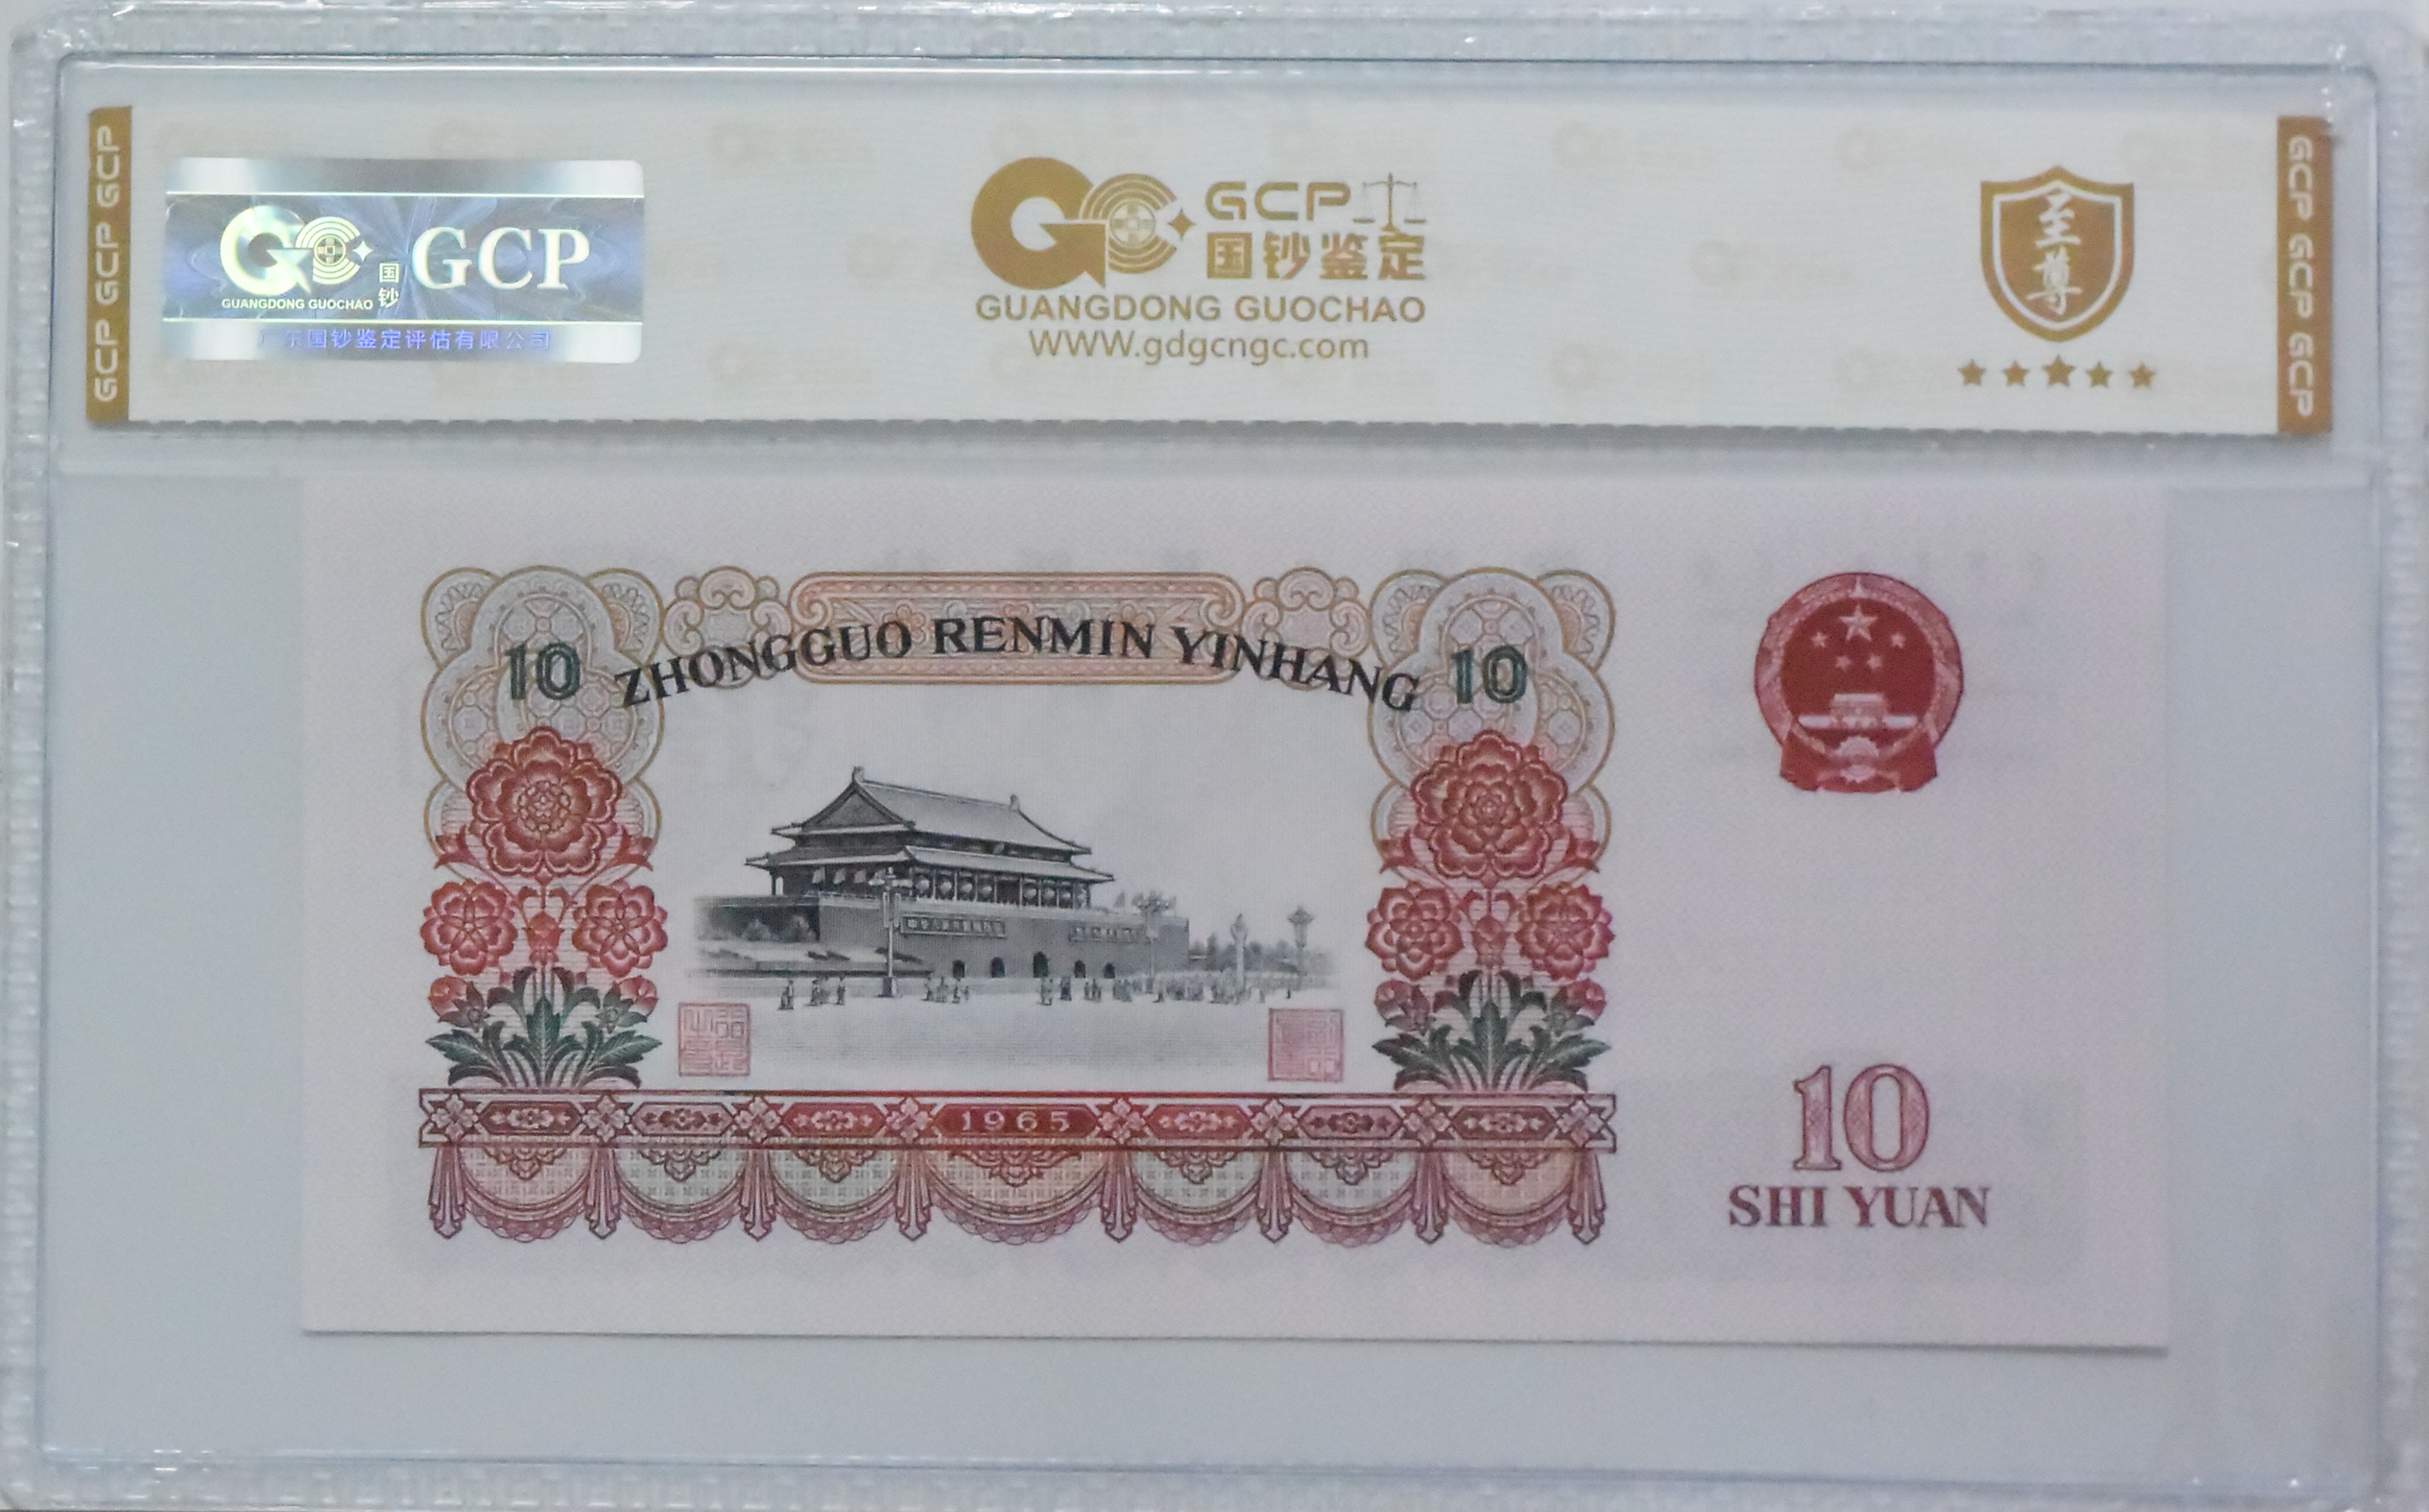 GCP GCP GCP
GUANGDONG GUOCHAO
国钞
GCP
东国钞鉴定评估有限公司
GCP
国钞鉴定
GUANGDONG GUOCHAO
WWW.gdgcngc.com
至尊
GCP GCP GCP
10 ZHONGGUO RENMIN YINHANG 10
1965
10
SHI YUAN